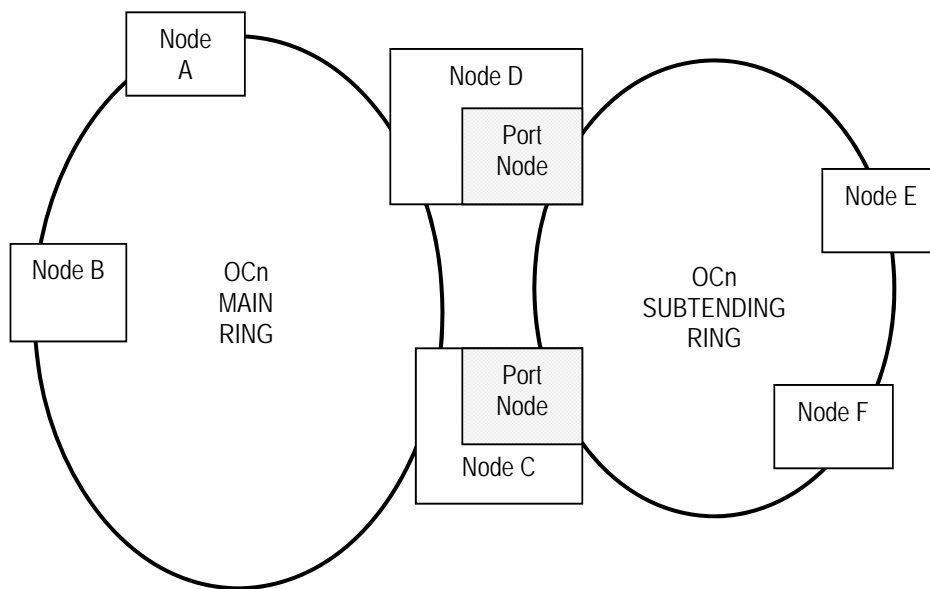 Node
A
Node D
Port
Node
Node E
Node B
OCn
MAIN
RING
OCn
SUBTENDING
RING
Port
Node
Node C
Node F